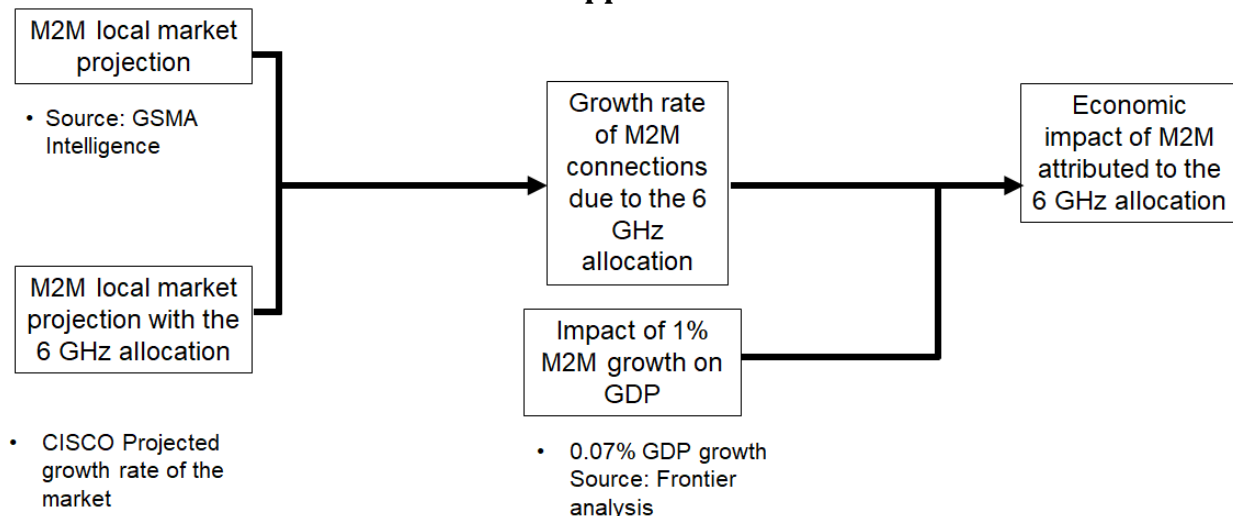 M2M local market
projection
• Source: GSMA
Intelligence
M2M local market
projection with the
6 GHz allocation
• CISCO Projected
growth rate of the
market
Growth rate
of M2M
connections
due to the 6
GHz
allocation
Impact of 1%
M2M growth on
GDP
• 0.07% GDP growth
Source: Frontier
analysis
Economic
impact of M2M
attributed to the
6 GHz allocation